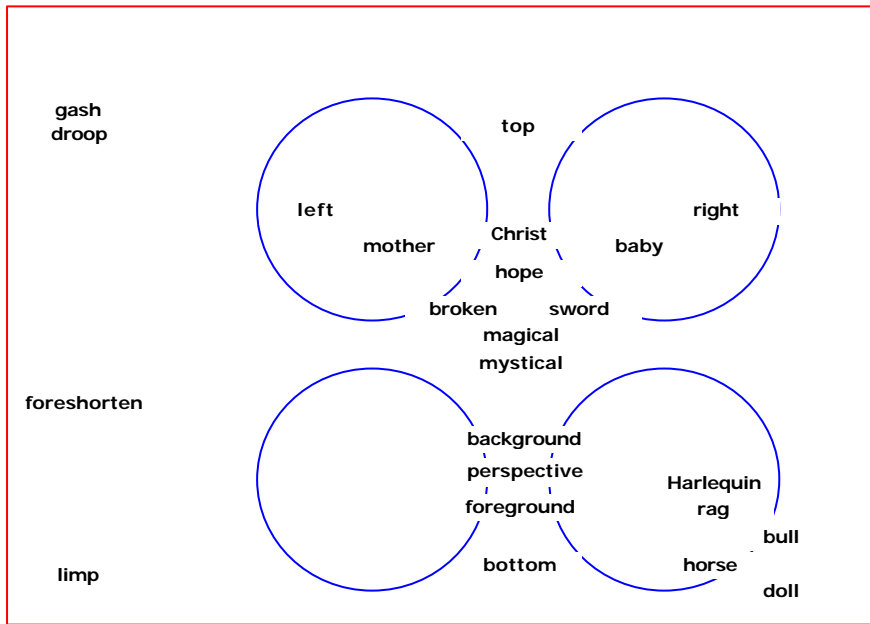 gash
droop
top
left
right
mother
Christ
baby
hope
broken sword
magical
mystical
foreshorten
background
perspective
foreground
Harlequin
rag
bull
bottom
horse
limp
doll